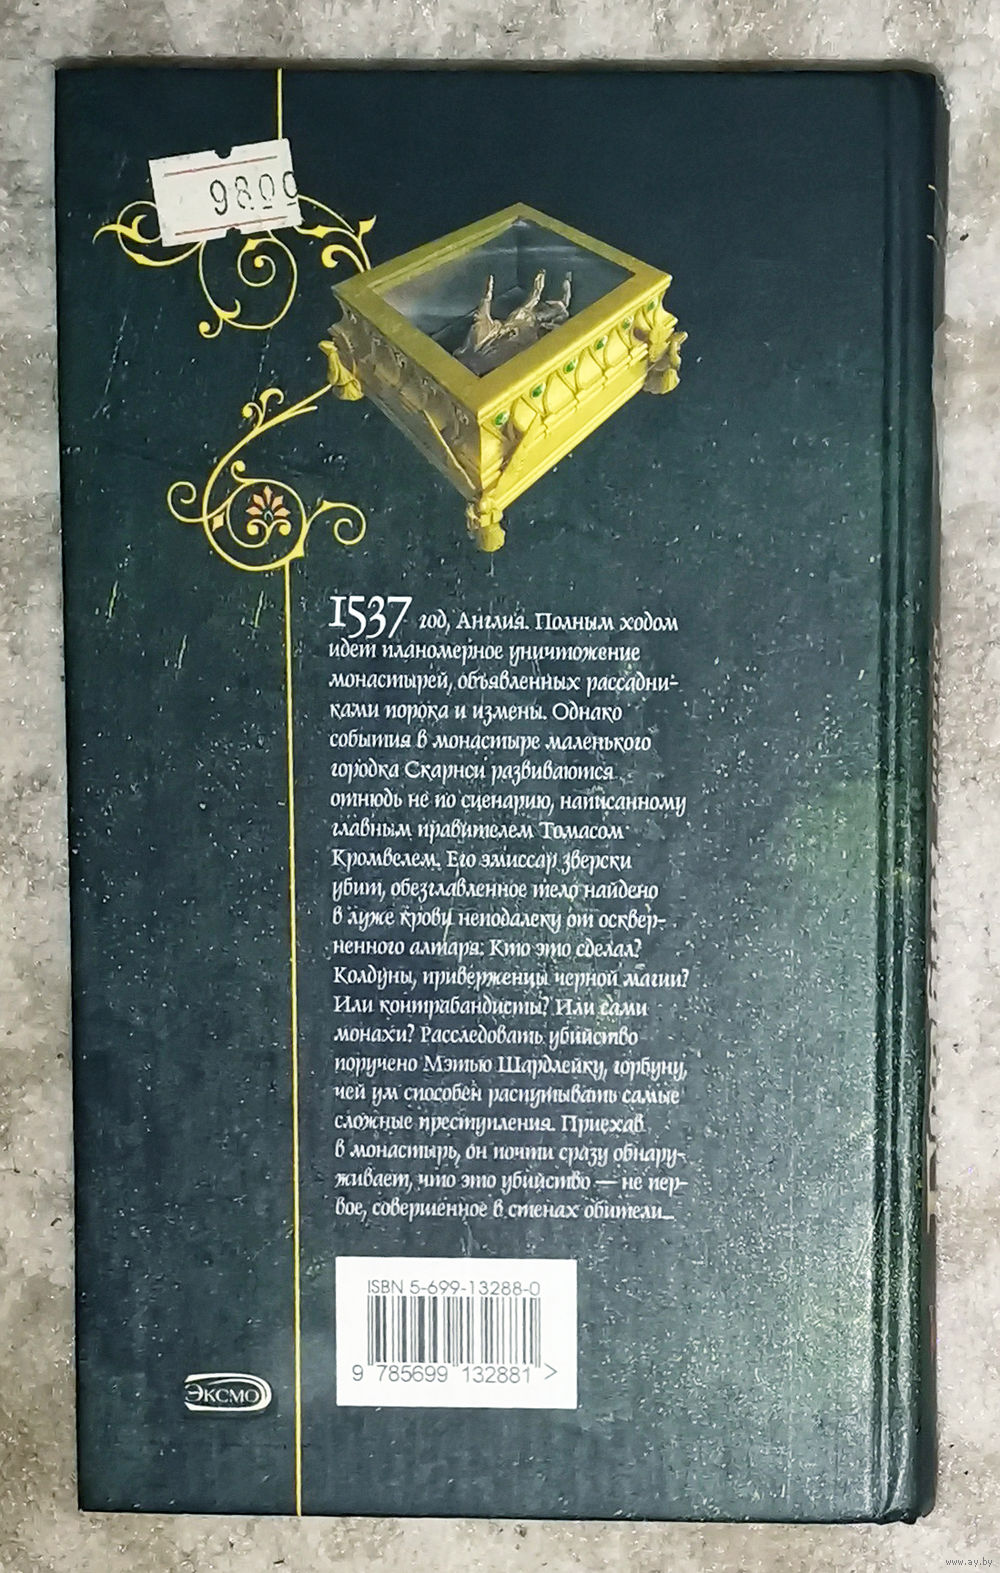 9800
1537 год, Англия. Полным ходом
идет планомерное уничтожение
монастырей, объявленных рассадни-
ками порока и измены. Однако
события в монастыре маленького
городка Скарнси развиваются
отнюдь не по сценарию, написанному
главным правителем Томасом
Кромвелем. Его эмиссар зверски
убит, обезглавленное тело найдено
в луже крови неподалеку от осквер-
ненного алтаря. Кто это сделал?
Колдуны, приверженцы черной магии?
Или контрабандисты? Или сами
монахи? Расследовать убийство
поручено Мэтью Шардлейку, горбуну,
чей ум способен распутывать самые
сложные преступления. Приехав
в монастырь, он почти сразу обнару-
живает, что это убийство — не пер-
вое, совершенное в стенах обители...
ISBN 5-699-13288-0
9 785699 132881 >
ЭКСМО
www.ay.by